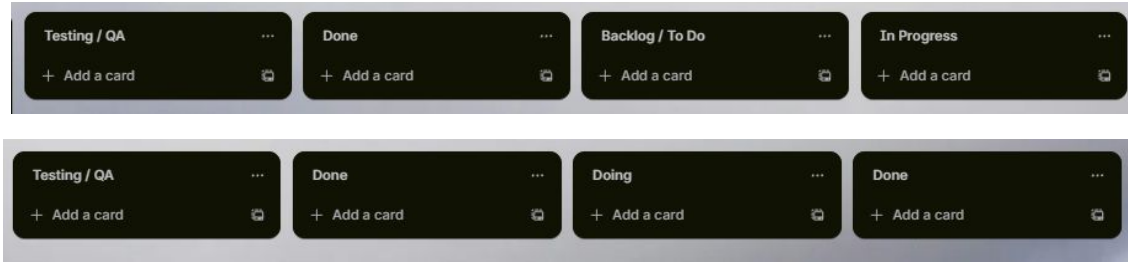 Testing / QA ... Done ... Backlog / To Do ... In Progress ...
+ Add a card + Add a card + Add a card + Add a card
Testing / QA ... Done ... Doing ... Done ...
+ Add a card + Add a card + Add a card + Add a card